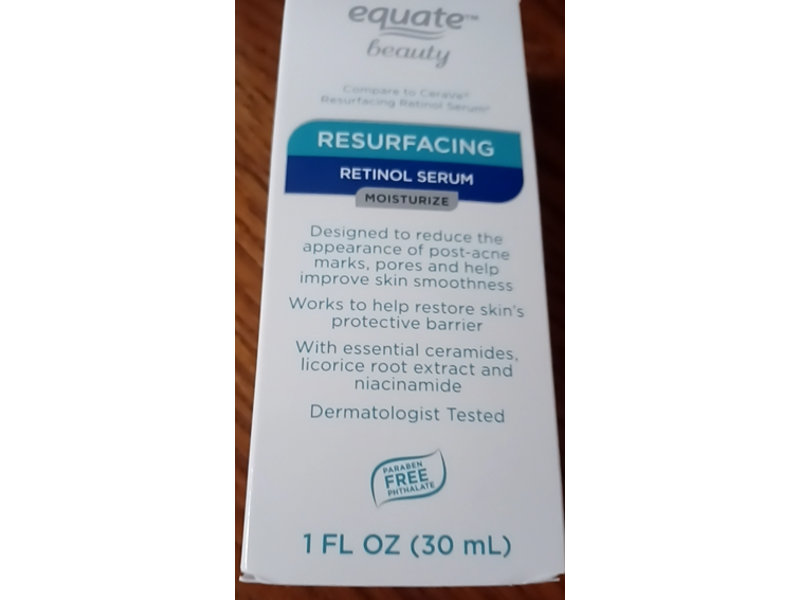 equate™
beauty
Compare to CeraVe®
Resurfacing Retinol Serum*
RESURFACING
RETINOL SERUM
MOISTURIZE
Designed to reduce the
appearance of post-acne
marks, pores and help
improve skin smoothness
Works to help restore skin's
protective barrier
With essential ceramides,
licorice root extract and
niacinamide
Dermatologist Tested
PARABEN
FREE
PHTHALATE
1 FL OZ (30 mL)